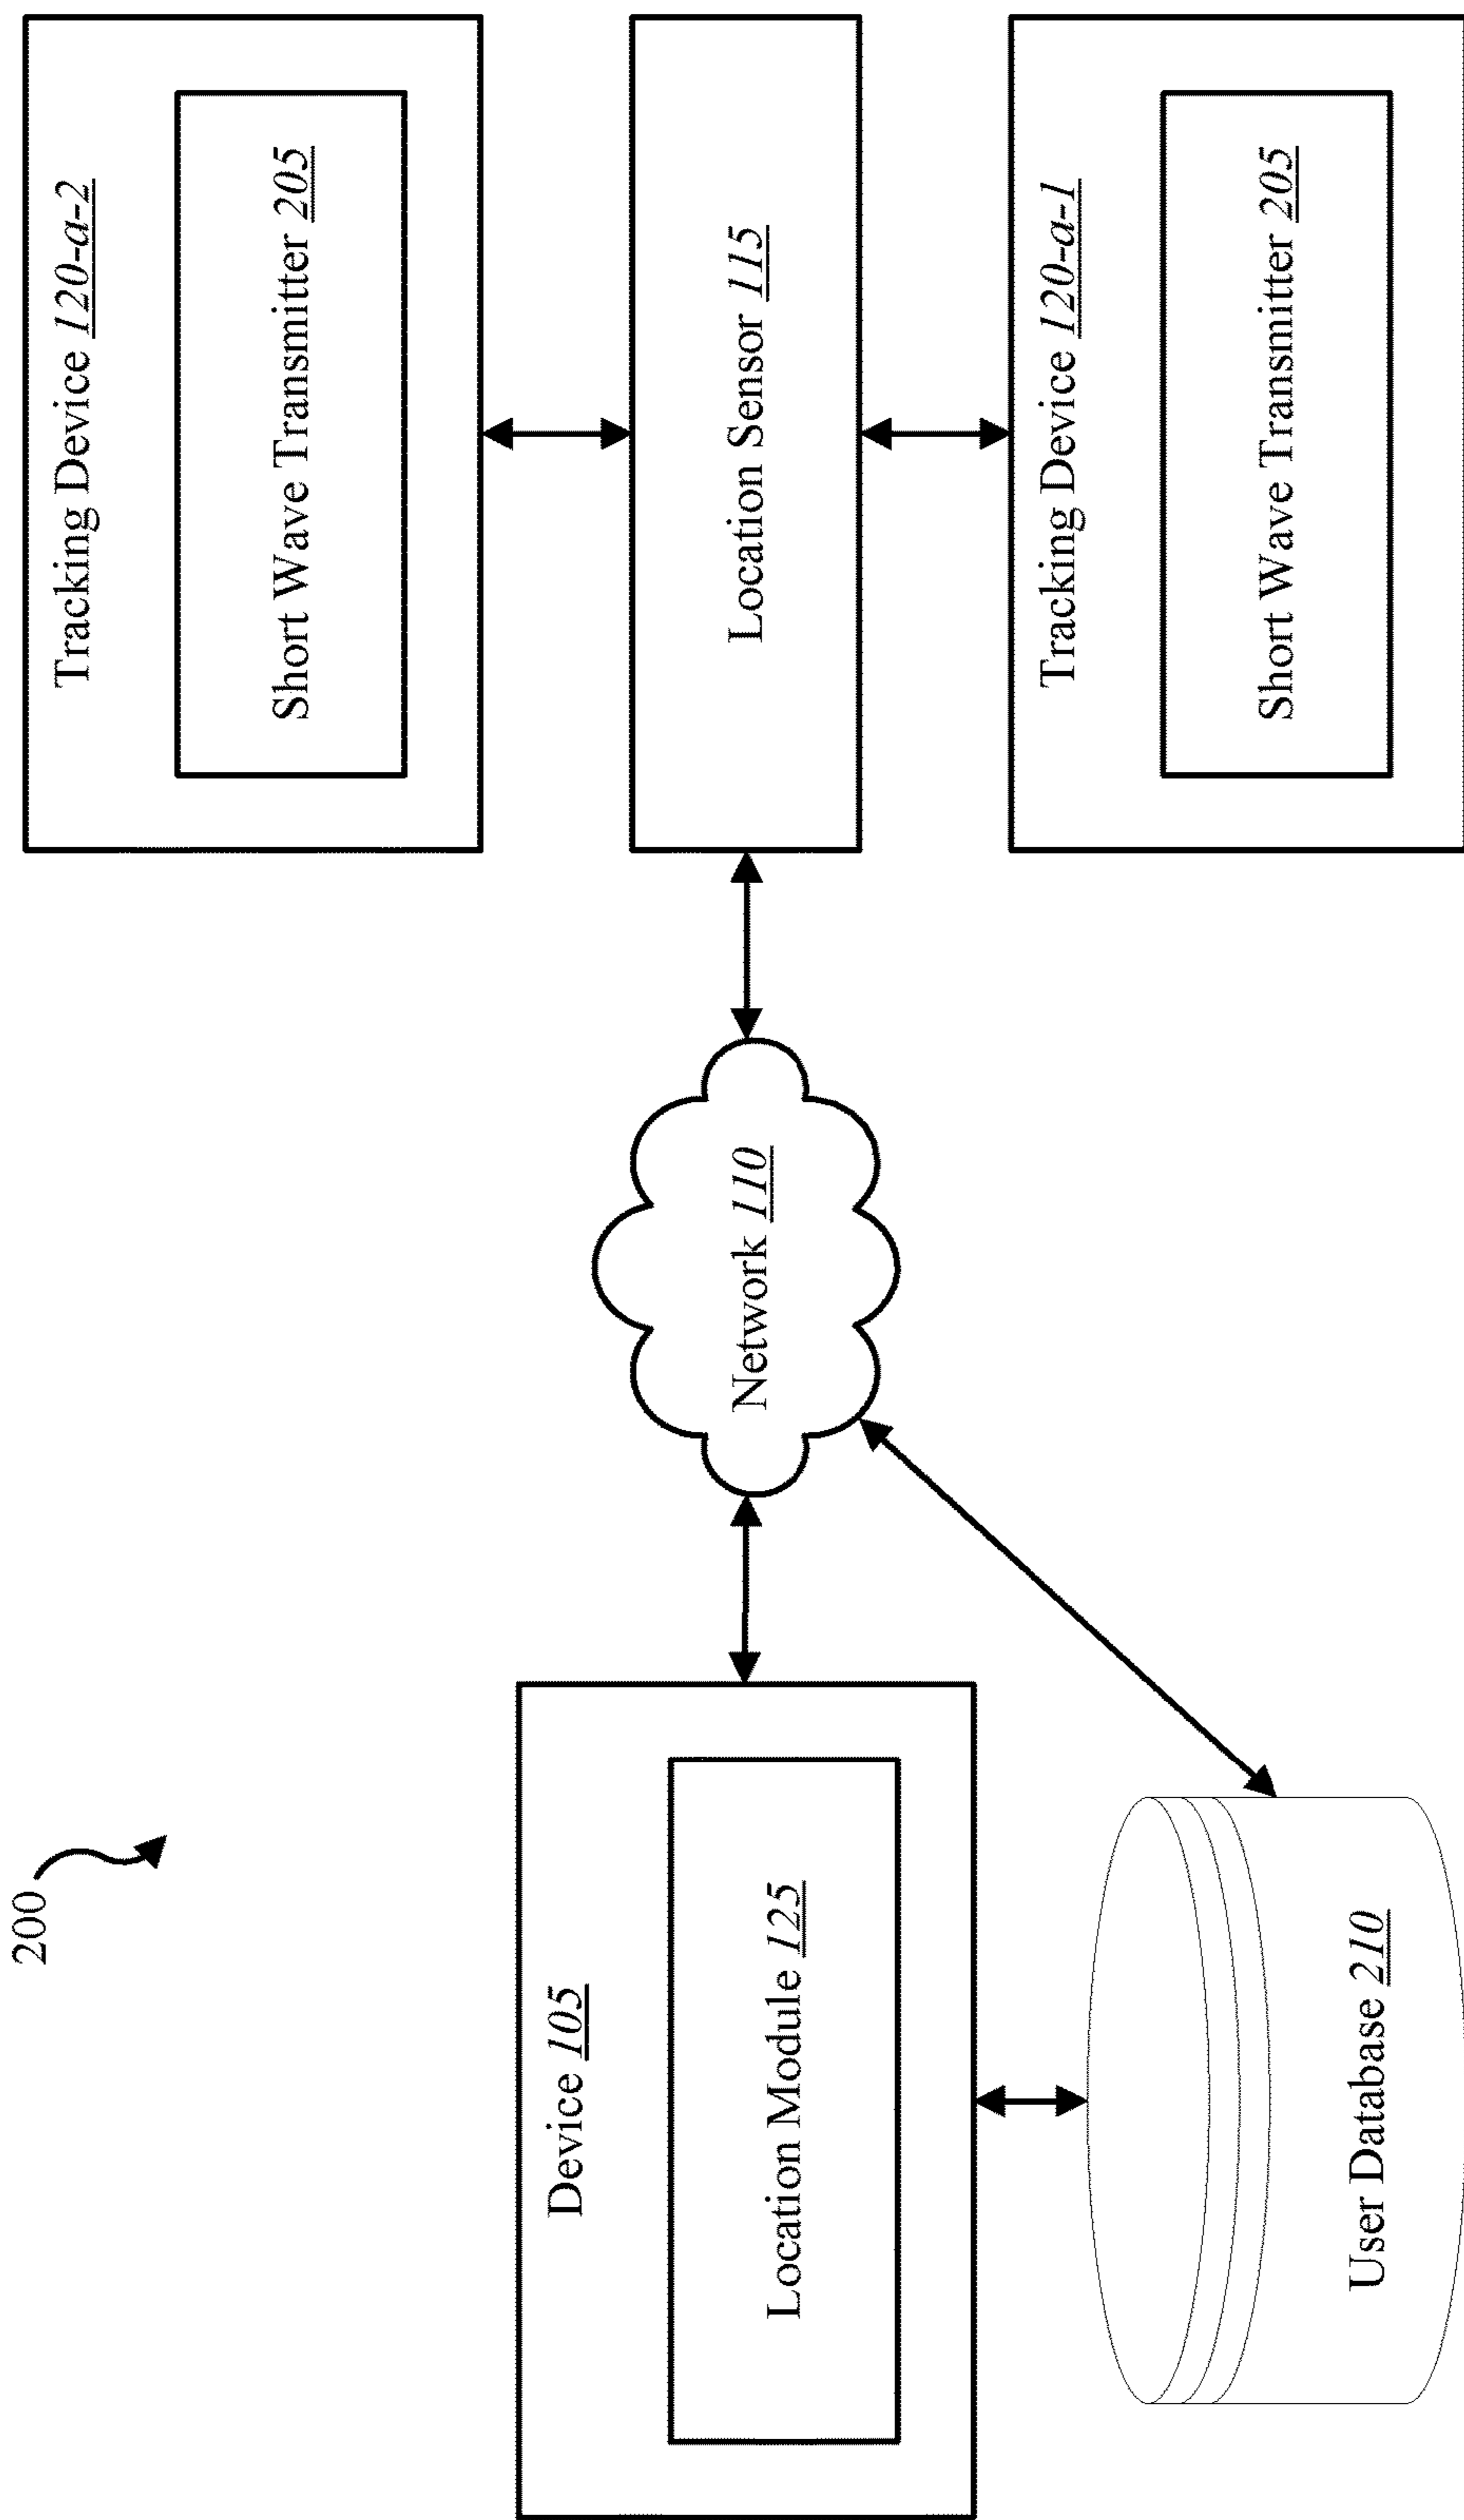 200
Device 105
Location Module 125
User Database 210
Network 110
Tracking Device 120-a-2
Short Wave Transmitter 205
Location Sensor 115
Tracking Device 120-a-1
Short Wave Transmitter 205